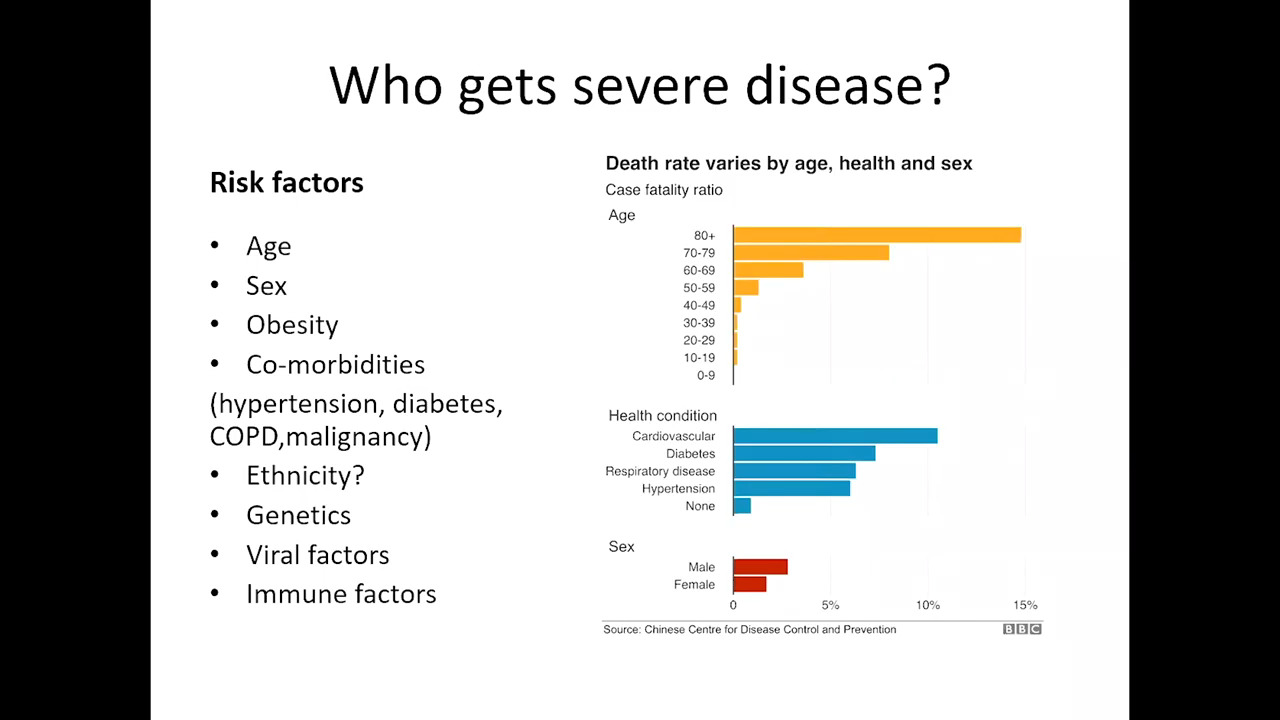 Who gets severe disease?
Risk factors
• Age
• Sex
• Obesity
• Co-morbidities
(hypertension, diabetes,
COPD,malignancy)
• Ethnicity?
• Genetics
• Viral factors
• Immune factors
Death rate varies by age, health and sex
Case fatality ratio
Age
80+
70-79
60-69
50-59
40-49
30-39
20-29
10-19
0-9
Health condition
Cardiovascular
Diabetes
Respiratory disease
Hypertension
None
Sex
Male
Female
0 5% 10% 15%
Source: Chinese Centre for Disease Control and Prevention BBC